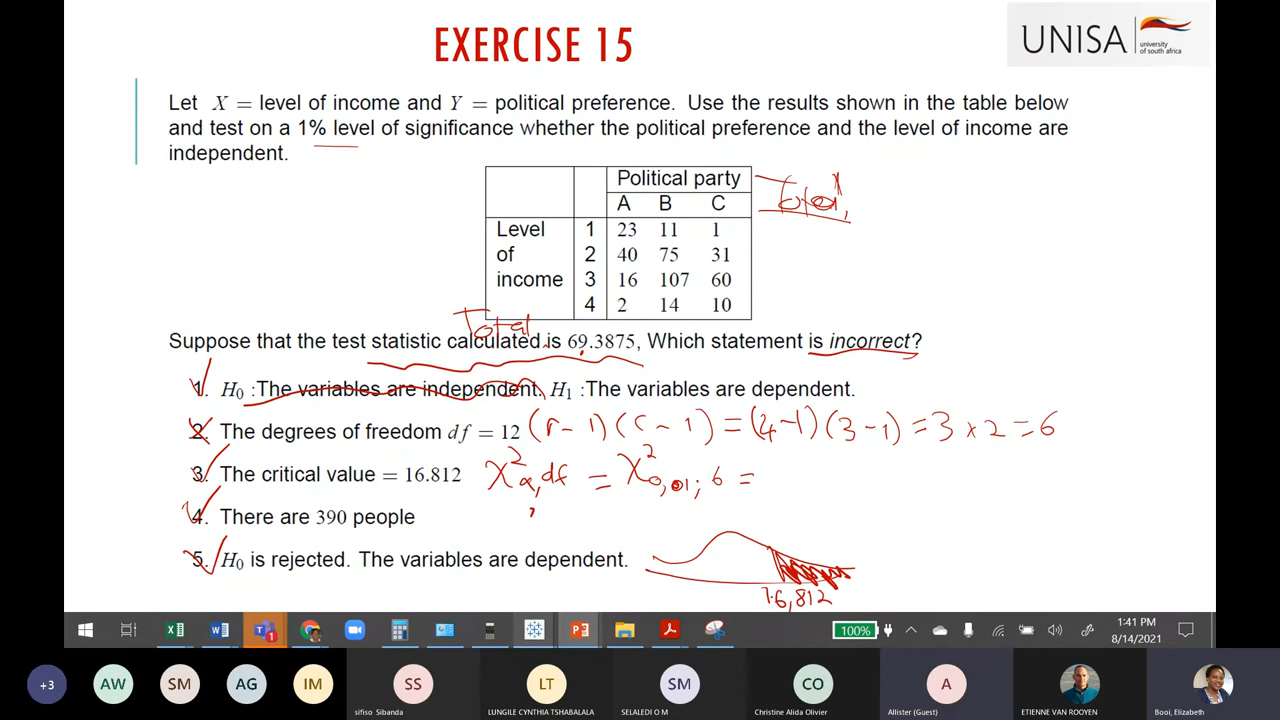 EXERCISE 15
UNISA university of south africa
Let X = level of income and Y = political preference. Use the results shown in the table below
and test on a 1% level of significance whether the political preference and the level of income are
independent.
Political party
Total
A B C
Level 1 23 11 1
of 2 40 75 31
income 3 16 107 60
4 2 14 10
Total
Suppose that the test statistic calculated is 69.3875, Which statement is incorrect?
1. H0 :The variables are independent, H1 :The variables are dependent.
2. The degrees of freedom df = 12 (r-1)(c-1) = (4-1)(3-1) = 3×2 = 6
3. The critical value = 16.812 χ²α,df = χ²0,01;6 =
4. There are 390 people
5. H0 is rejected. The variables are dependent.
16,812
100%
1:41 PM
8/14/2021
1
+3 AW SM AG IM SS LT SM CO A
sifiso Sibanda LUNGILE CYNTHIA TSHABALALA SELALEDI O M Christine Alida Olivier Allister (Guest) ETIENNE VAN ROOYEN Booi, Elizabeth